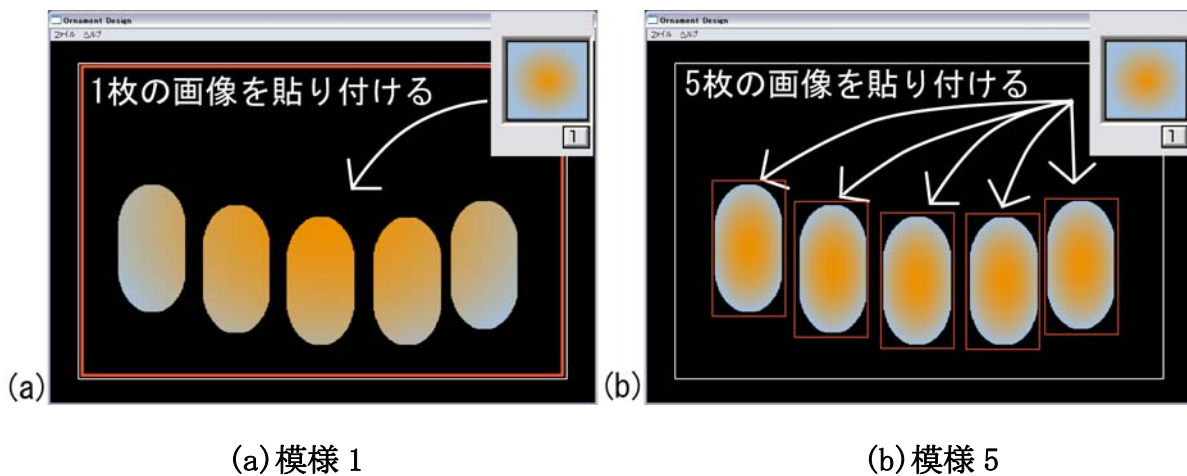 Ornament Design
ファイル ヘルプ
1枚の画像を貼り付ける
1
(a)
Ornament Design
ファイル ヘルプ
5枚の画像を貼り付ける
1
(b)
(a)模様 1
(b)模様 5